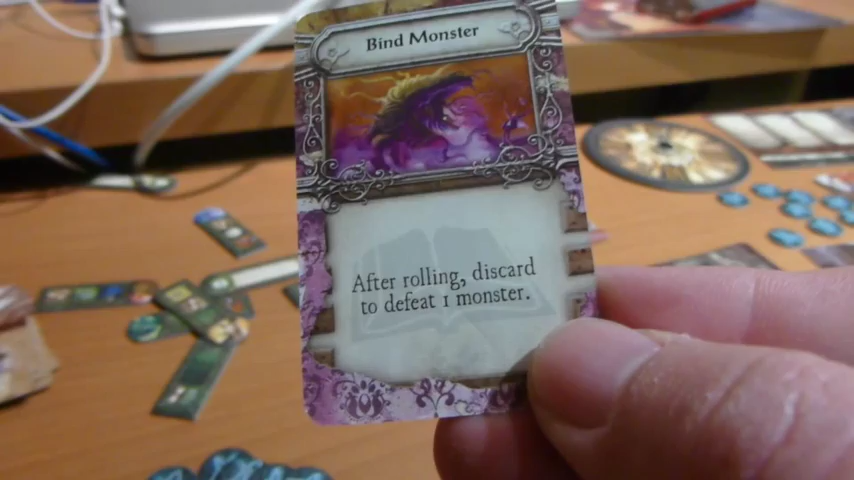 Bind Monster
After rolling, discard
to defeat 1 monster.